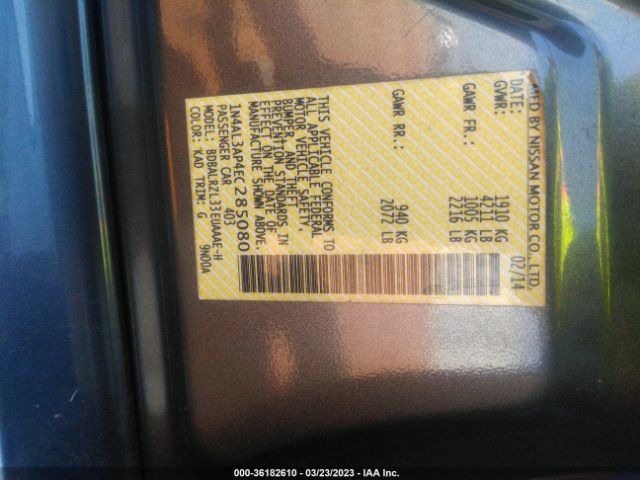 MFD BY NISSAN MOTOR CO., LTD.
DATE: 02/14
GVWR: 1910 KG
4211 LB
GAWR FR.: 1005 KG
2216 LB
GAWR RR.: 940 KG
2072 LB
THIS VEHICLE CONFORMS TO
ALL APPLICABLE FEDERAL
MOTOR VEHICLE SAFETY,
BUMPER, AND THEFT
PREVENTION STANDARDS IN
EFFECT ON THE DATE OF
MANUFACTURE SHOWN ABOVE.
1N4AL3AP4EC285080
PASSENGER CAR 403
MODEL: BDBALRZL33EUAAAE-H
COLOR: KAD TRIM: G 9N00A
000-36182610 - 03/23/2023 - IAA Inc.